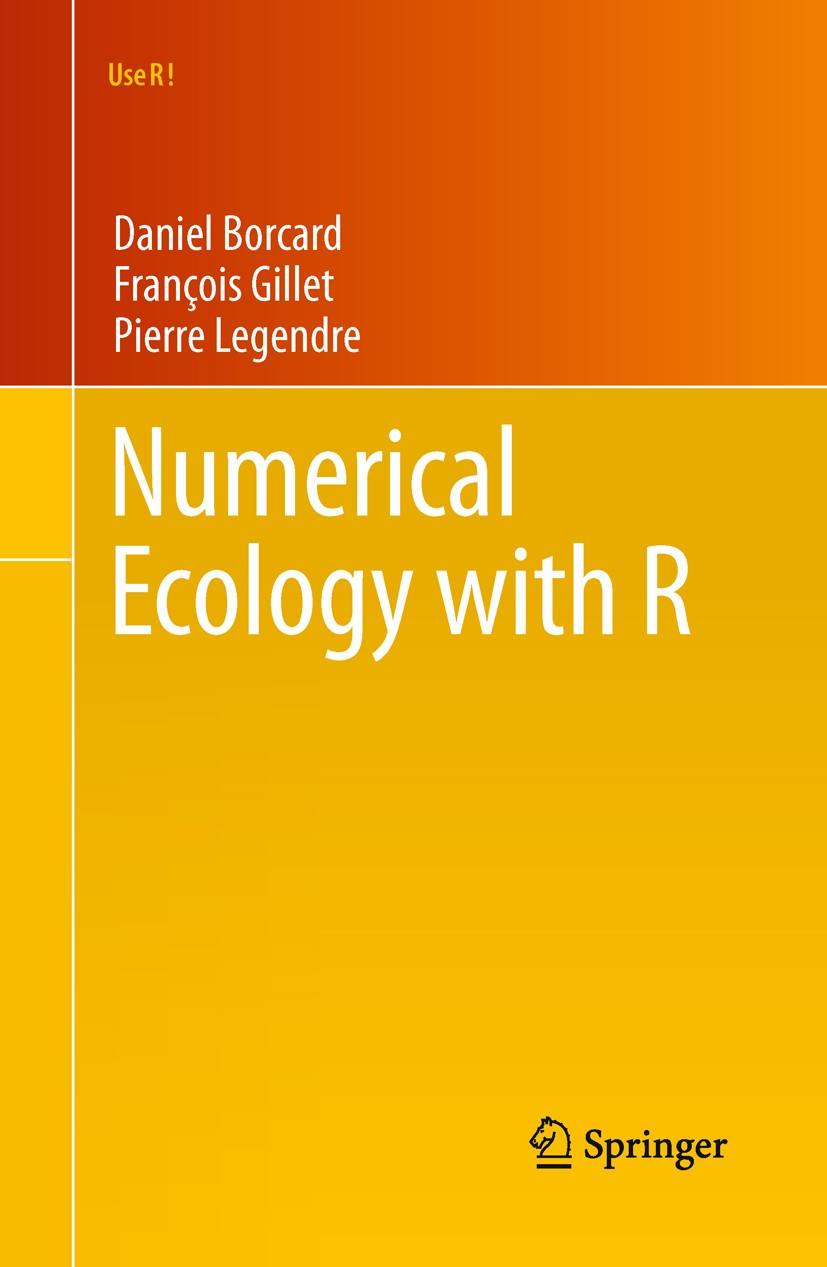 Use R!
Daniel Borcard
François Gillet
Pierre Legendre
Numerical
Ecology with R
Springer